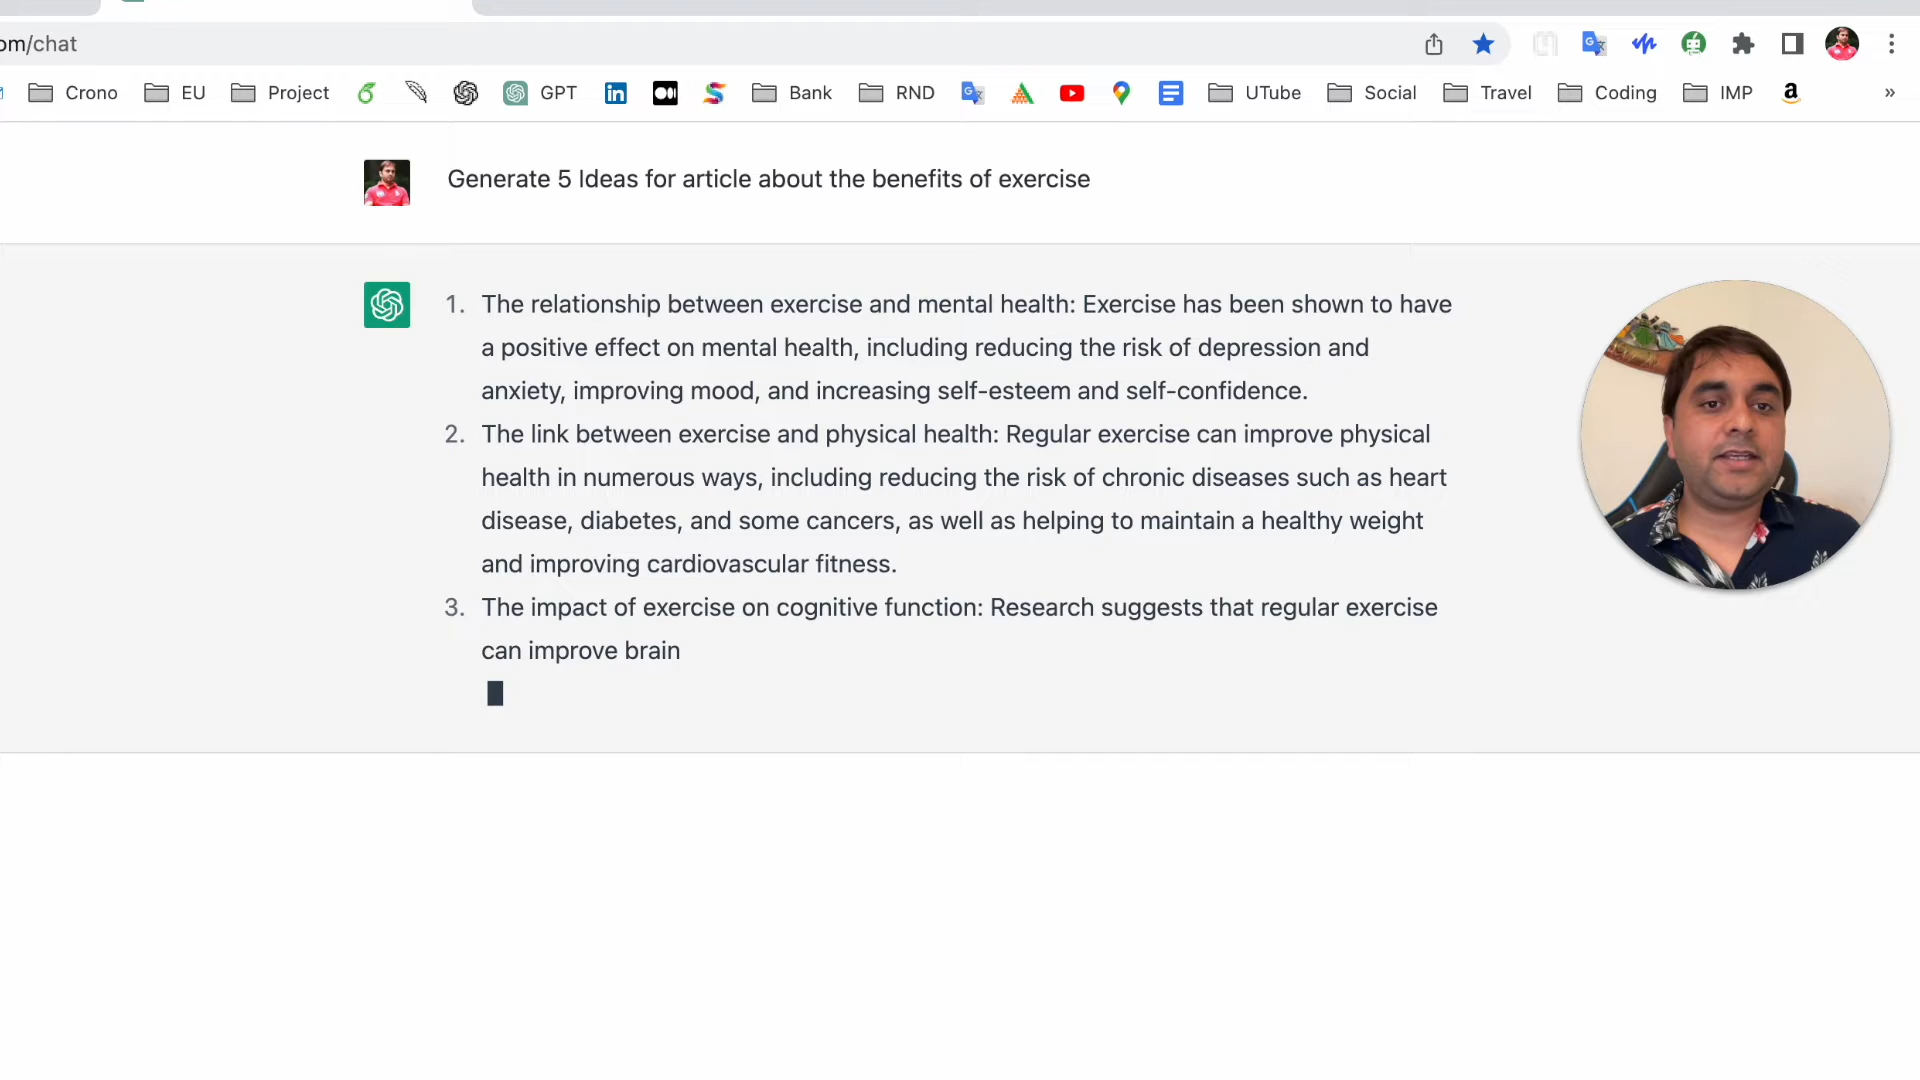 om/chat
Crono EU Project GPT Bank RND UTube Social Travel Coding IMP »
Generate 5 Ideas for article about the benefits of exercise
1. The relationship between exercise and mental health: Exercise has been shown to have
a positive effect on mental health, including reducing the risk of depression and
anxiety, improving mood, and increasing self-esteem and self-confidence.
2. The link between exercise and physical health: Regular exercise can improve physical
health in numerous ways, including reducing the risk of chronic diseases such as heart
disease, diabetes, and some cancers, as well as helping to maintain a healthy weight
and improving cardiovascular fitness.
3. The impact of exercise on cognitive function: Research suggests that regular exercise
can improve brain